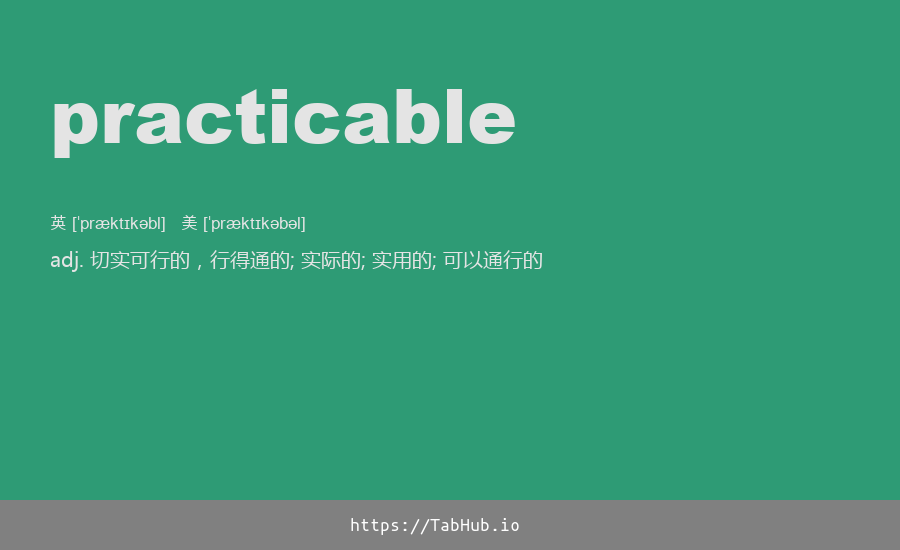 practicable
英 [ˈpræktɪkəbl] 美 [ˈpræktɪkəbəl]
adj. 切实可行的，行得通的; 实际的; 实用的; 可以通行的
https://TabHub.io